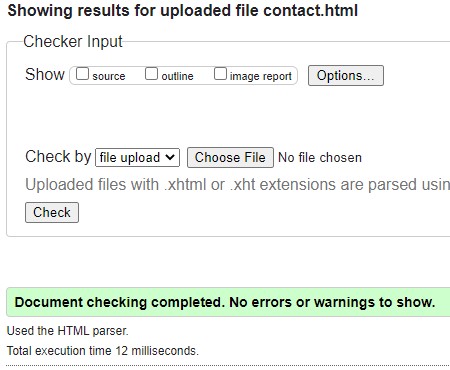 Showing results for uploaded file contact.html
Checker Input
Show source outline image report Options...
Check by file upload Choose File No file chosen
Uploaded files with .xhtml or .xht extensions are parsed usin
Check
Document checking completed. No errors or warnings to show.
Used the HTML parser.
Total execution time 12 milliseconds.